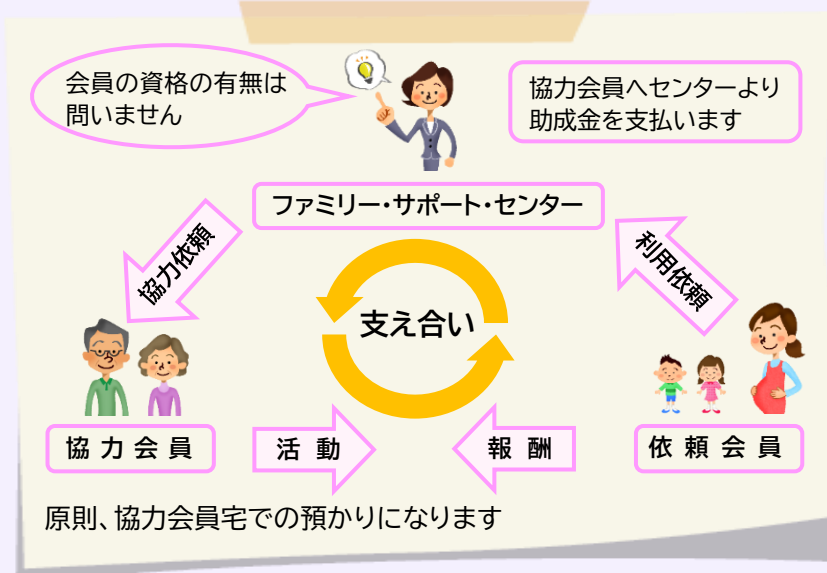 会員の資格の有無は
問いません
協力会員へセンターより
助成金を支払います
ファミリー・サポート・センター
協力依頼
利用依頼
支え合い
協力会員
活動
報酬
依頼会員
原則、協力会員宅での預かりになります